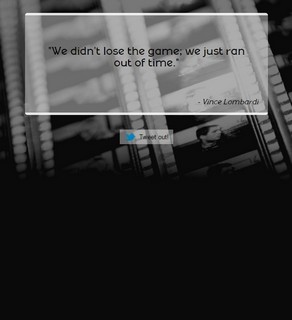 "We didn't lose the game; we just ran
out of time."
- Vince Lombardi
Tweet out!